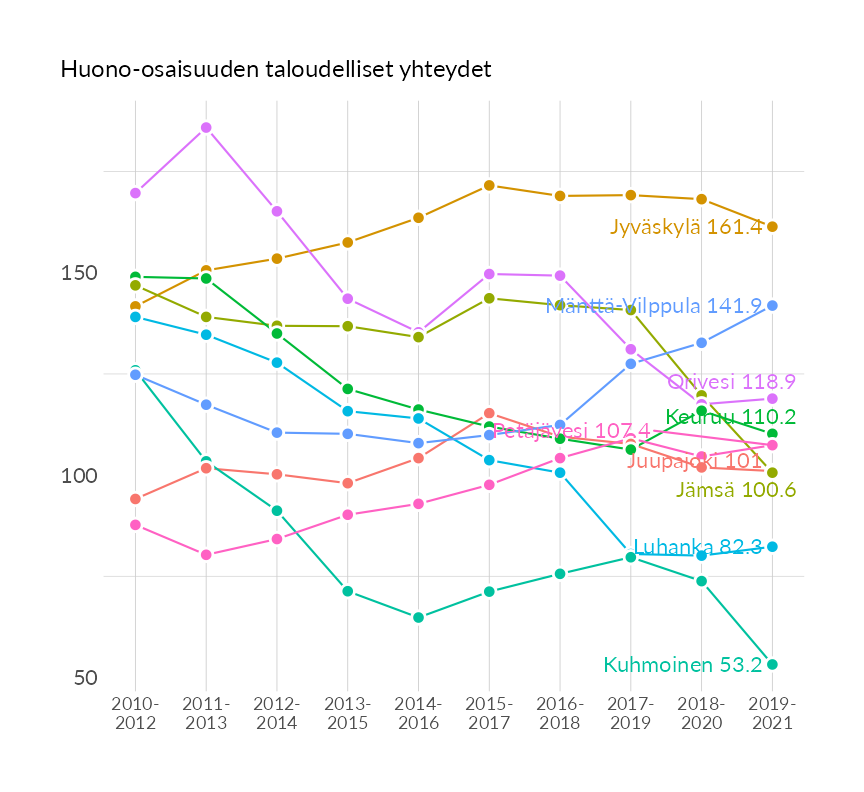 Huono-osaisuuden taloudelliset yhteydet
Jyväskylä 161.4
150
Mänttä-Vilppula 141.9
Orivesi 118.9
Keuruu 110.2
Petäjävesi 107.4
Juupajoki 101
100
Jämsä 100.6
Luhanka 82.3
Kuhmoinen 53.2
50
2010- 2011- 2012- 2013- 2014- 2015- 2016- 2017- 2018- 2019-
2012 2013 2014 2015 2016 2017 2018 2019 2020 2021